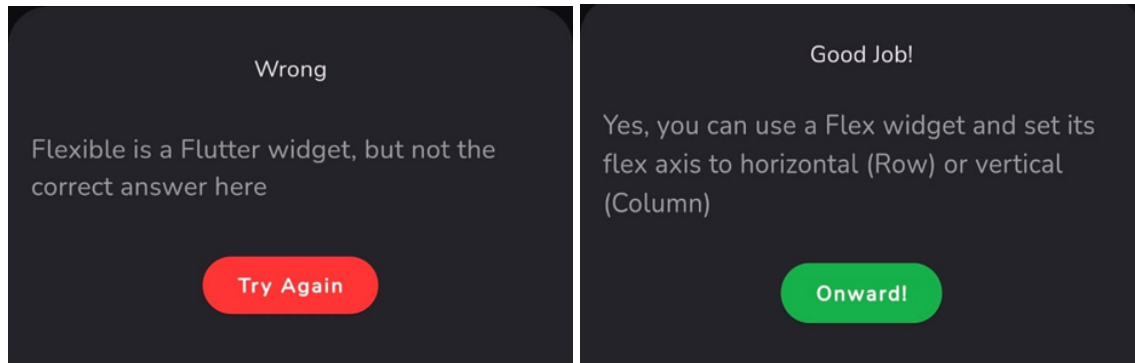 Wrong
Flexible is a Flutter widget, but not the
correct answer here
Try Again
Good Job!
Yes, you can use a Flex widget and set its
flex axis to horizontal (Row) or vertical
(Column)
Onward!